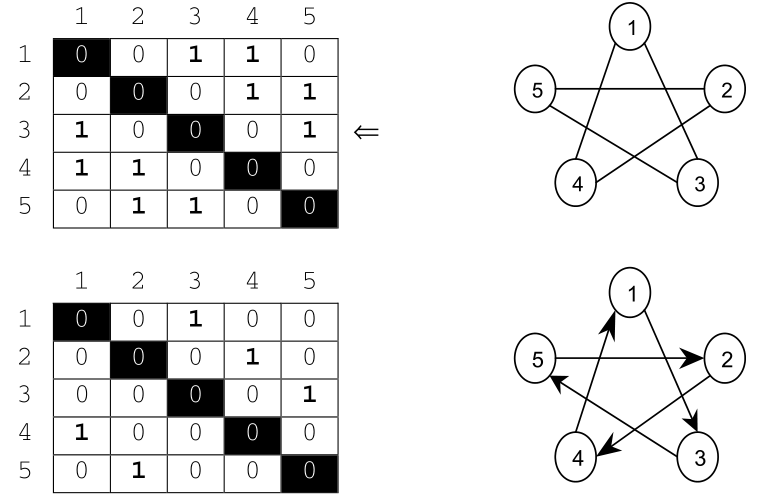 1 2 3 4 5
1 0 0 1 1 0
2 0 0 0 1 1
3 1 0 0 0 1 ⇐
4 1 1 0 0 0
5 0 1 1 0 0
1
5 2
4 3
1 2 3 4 5
1 0 0 1 0 0
2 0 0 0 1 0
3 0 0 0 0 1
4 1 0 0 0 0
5 0 1 0 0 0
1
5 2
4 3